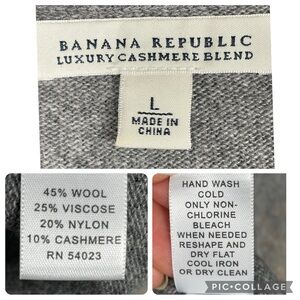 BANANA REPUBLIC
LUXURY CASHMERE BLEND
L
MADE IN
CHINA
45% WOOL
25% VISCOSE
20% NYLON
10% CASHMERE
RN 54023
HAND WASH
COLD
ONLY NON-
CHLORINE
BLEACH
WHEN NEEDED
RESHAPE AND
DRY FLAT
COOL IRON
OR DRY CLEAN
PIC•COLLAGE